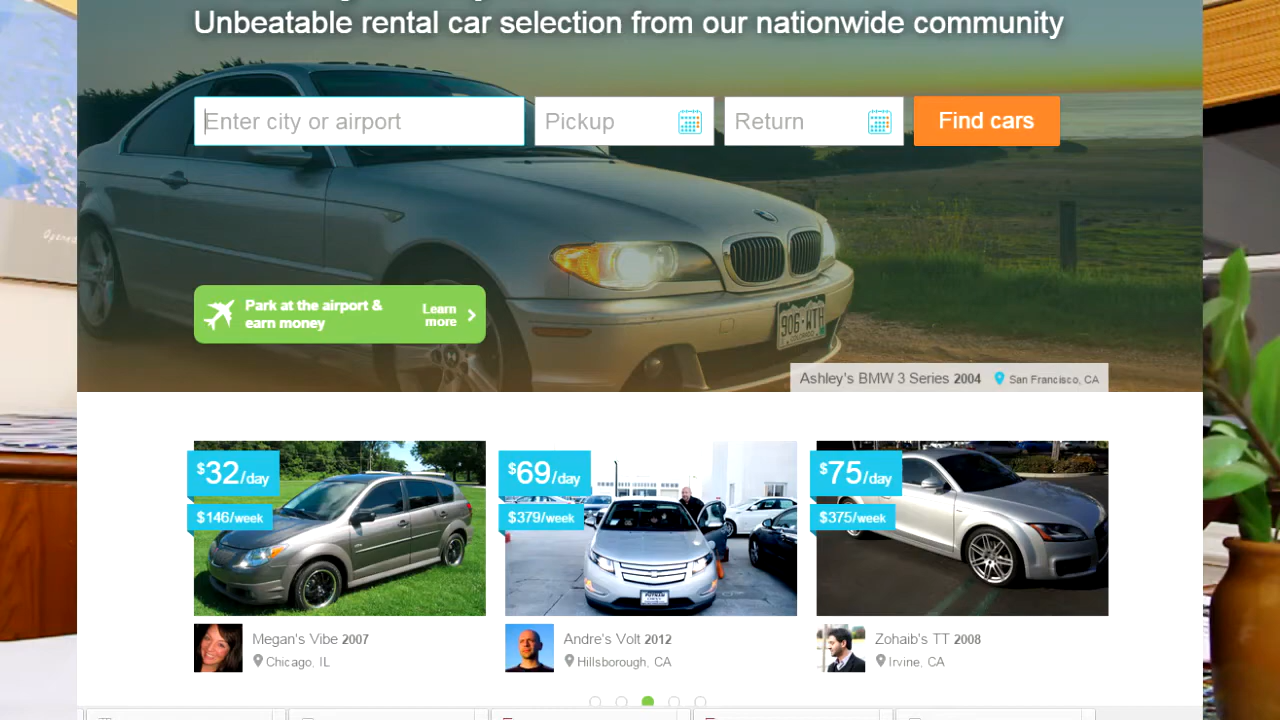 Unbeatable rental car selection from our nationwide community
Enter city or airport
Pickup
Return
Find cars
Park at the airport &
earn money
Learn
more
906-WTH
COLORADO
Ashley's BMW 3 Series 2004
San Francisco, CA
$32/day
$146/week
$69/day
$379/week
$75/day
$375/week
Megan's Vibe 2007
Chicago, IL
Andre's Volt 2012
Hillsborough, CA
Zohaib's TT 2008
Irvine, CA